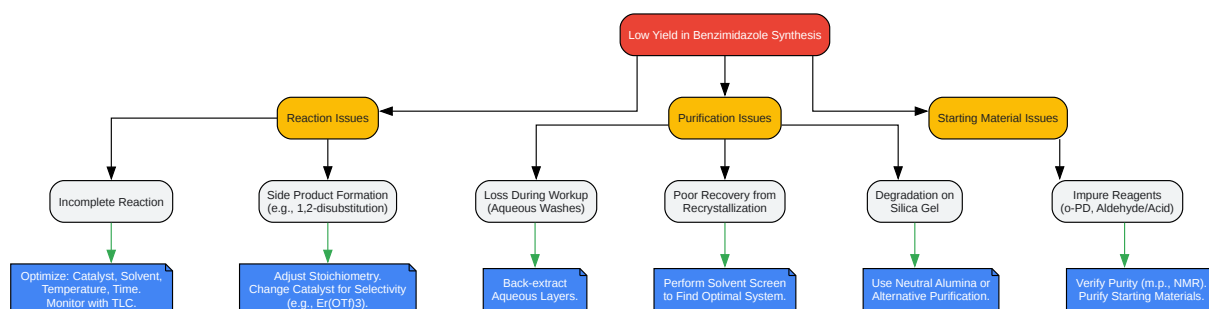 Low Yield in Benzimidazole Synthesis
Reaction Issues
Purification Issues
Starting Material Issues
Incomplete Reaction
Side Product Formation
(e.g., 1,2-disubstitution)
Loss During Workup
(Aqueous Washes)
Poor Recovery from
Recrystallization
Degradation on
Silica Gel
Impure Reagents
(o-PD, Aldehyde/Acid)
Optimize: Catalyst, Solvent,
Temperature, Time.
Monitor with TLC.
Adjust Stoichiometry.
Change Catalyst for Selectivity
(e.g., Er(OTf)3).
Back-extract
Aqueous Layers.
Perform Solvent Screen
to Find Optimal System.
Use Neutral Alumina or
Alternative Purification.
Verify Purity (m.p., NMR).
Purify Starting Materials.